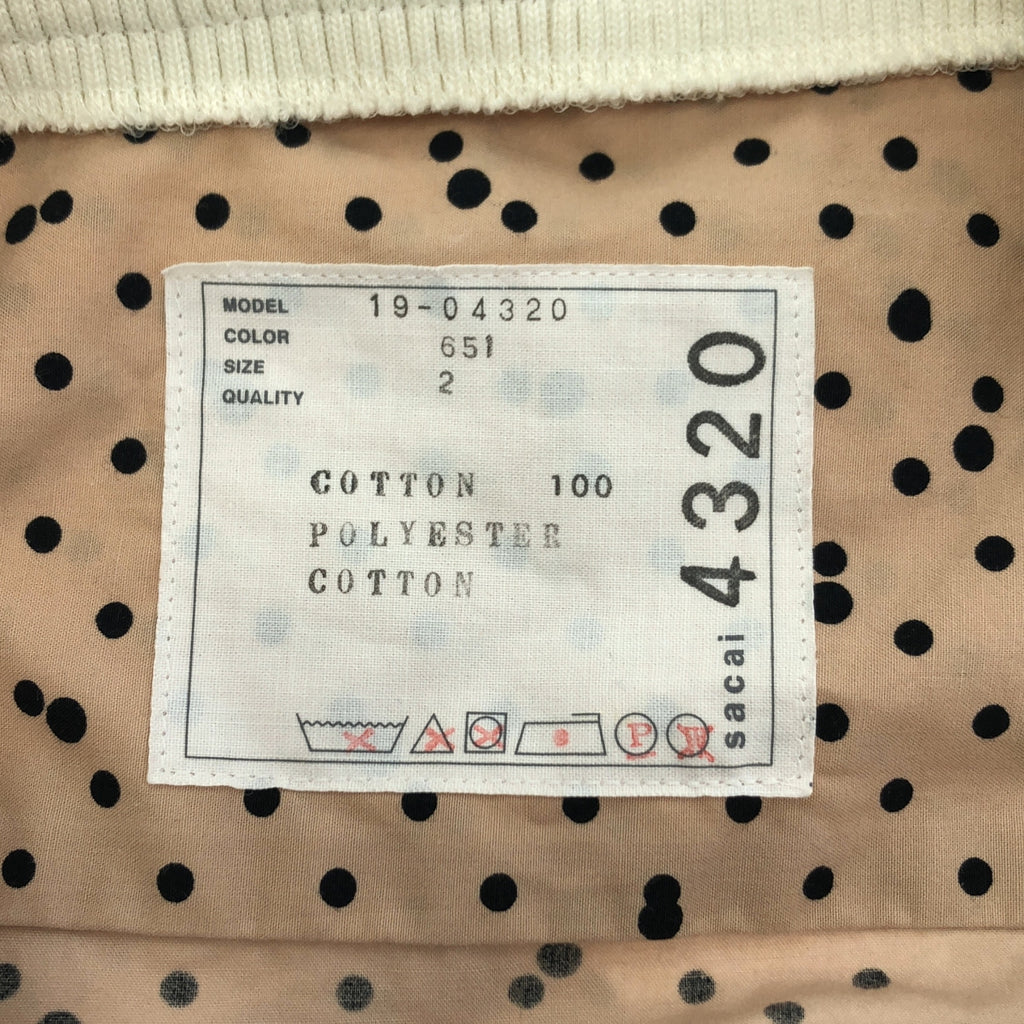 MODEL 19-04320
COLOR 651
SIZE 2
QUALITY
COTTON 100
POLYESTER
COTTON
P
sacai 4320